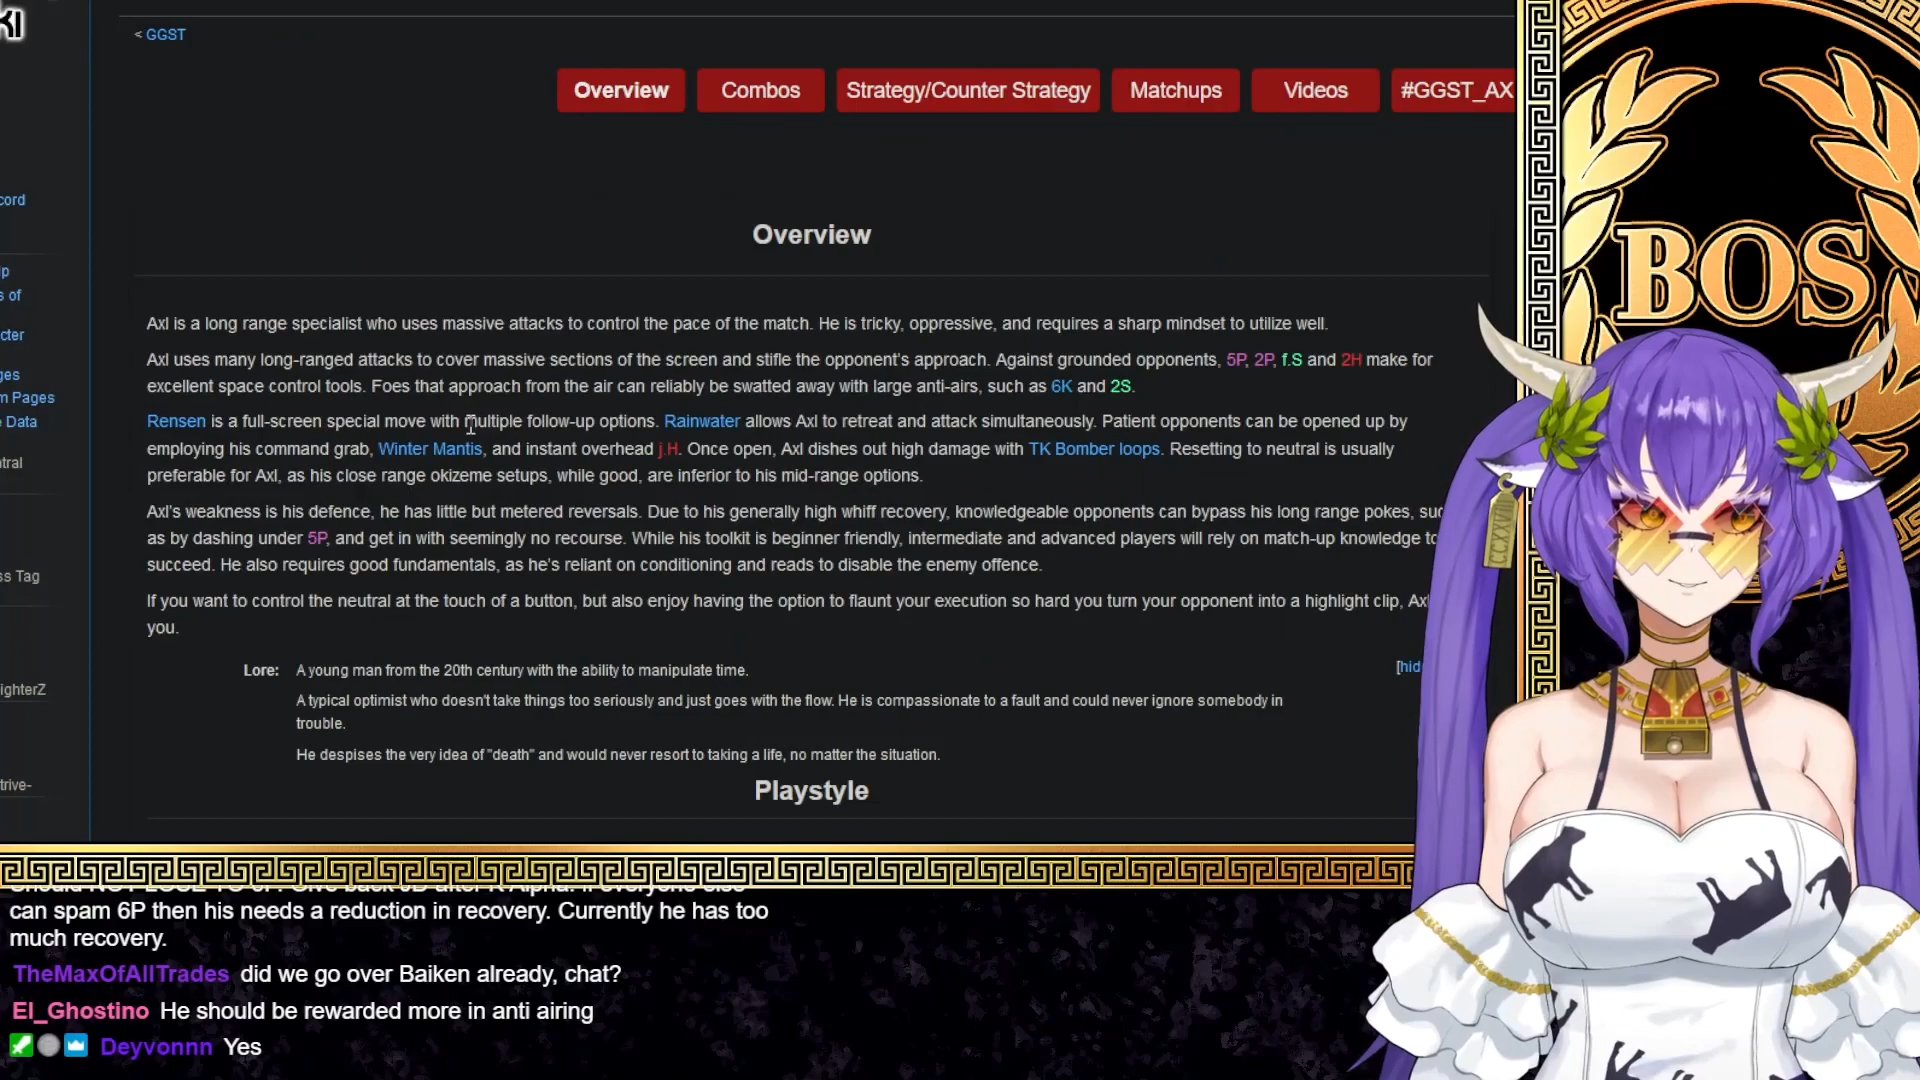 KI
< GGST
Overview
Combos
Strategy/Counter Strategy
Matchups
Videos
#GGST_AX
cord
lp
s of
cter
ges
m Pages
Data
ntral
ss Tag
ighterZ
trive-
Overview
Axl is a long range specialist who uses massive attacks to control the pace of the match. He is tricky, oppressive, and requires a sharp mindset to utilize well.
Axl uses many long-ranged attacks to cover massive sections of the screen and stifle the opponent's approach. Against grounded opponents, 5P, 2P, f.S and 2H make for
excellent space control tools. Foes that approach from the air can reliably be swatted away with large anti-airs, such as 6K and 2S.
Rensen is a full-screen special move with multiple follow-up options. Rainwater allows Axl to retreat and attack simultaneously. Patient opponents can be opened up by
employing his command grab, Winter Mantis, and instant overhead j.H. Once open, Axl dishes out high damage with TK Bomber loops. Resetting to neutral is usually
preferable for Axl, as his close range okizeme setups, while good, are inferior to his mid-range options.
Axl's weakness is his defence, he has little but metered reversals. Due to his generally high whiff recovery, knowledgeable opponents can bypass his long range pokes, suc
as by dashing under 5P, and get in with seemingly no recourse. While his toolkit is beginner friendly, intermediate and advanced players will rely on match-up knowledge to
succeed. He also requires good fundamentals, as he's reliant on conditioning and reads to disable the enemy offence.
If you want to control the neutral at the touch of a button, but also enjoy having the option to flaunt your execution so hard you turn your opponent into a highlight clip, Axl
you.
Lore: A young man from the 20th century with the ability to manipulate time.
[hid
A typical optimist who doesn't take things too seriously and just goes with the flow. He is compassionate to a fault and could never ignore somebody in
trouble.
He despises the very idea of "death" and would never resort to taking a life, no matter the situation.
Playstyle
BOS
CCXXVIII
can spam 6P then his needs a reduction in recovery. Currently he has too
much recovery.
TheMaxOfAllTrades did we go over Baiken already, chat?
El_Ghostino He should be rewarded more in anti airing
Deyvonnn Yes